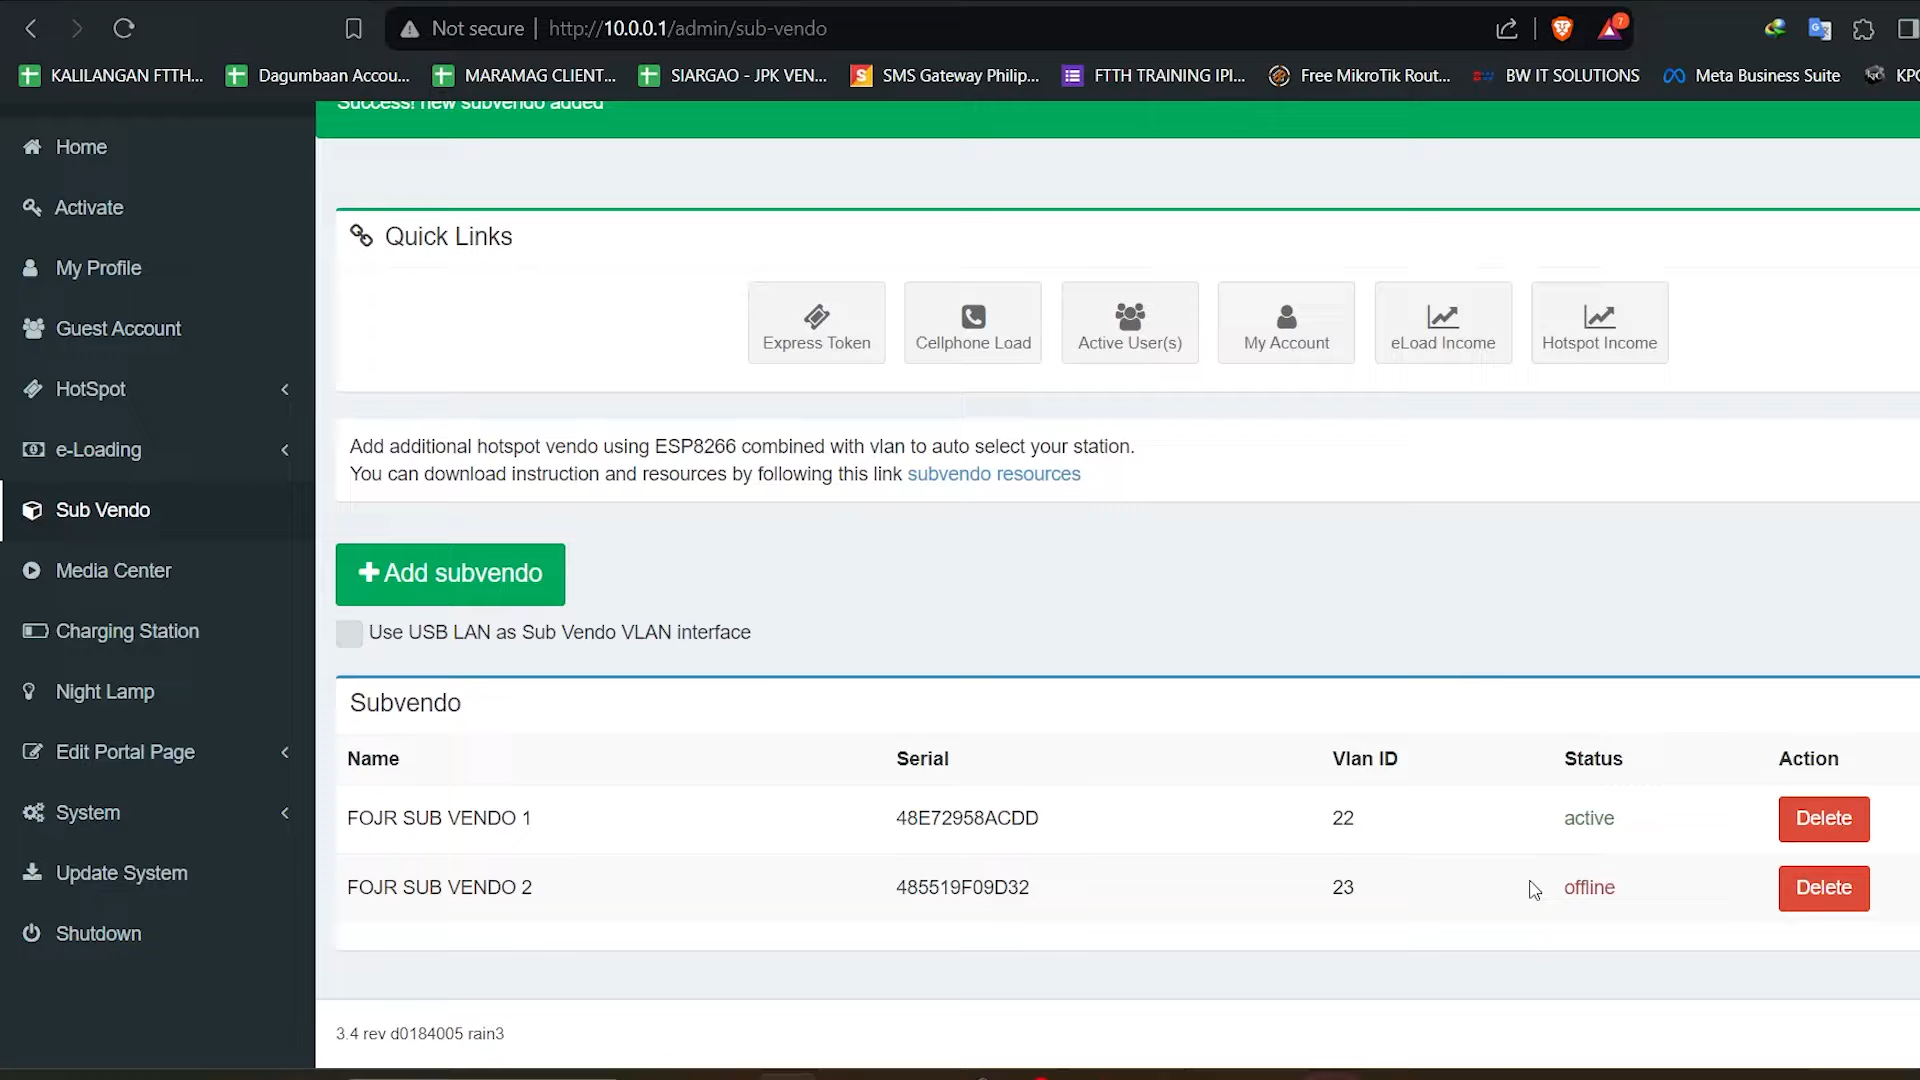 Not secure
http://10.0.0.1/admin/sub-vendo
7
KALILANGAN FTTH...
Dagumbaan Accou...
MARAMAG CLIENT...
SIARGAO - JPK VEN...
SMS Gateway Philip...
FTTH TRAINING IPI...
Free MikroTik Rout...
BW IT SOLUTIONS
Meta Business Suite
Success! new subvendo added
Home
Activate
My Profile
Guest Account
HotSpot
e-Loading
Sub Vendo
Media Center
Charging Station
Night Lamp
Edit Portal Page
System
Update System
Shutdown
Quick Links
Express Token
Cellphone Load
Active User(s)
My Account
eLoad Income
Hotspot Income
Add additional hotspot vendo using ESP8266 combined with vlan to auto select your station.
You can download instruction and resources by following this link subvendo resources
Add subvendo
Use USB LAN as Sub Vendo VLAN interface
Subvendo
Name Serial Vlan ID Status Action
FOJR SUB VENDO 1 48E72958ACDD 22 active Delete
FOJR SUB VENDO 2 485519F09D32 23 offline Delete
3.4 rev d0184005 rain3